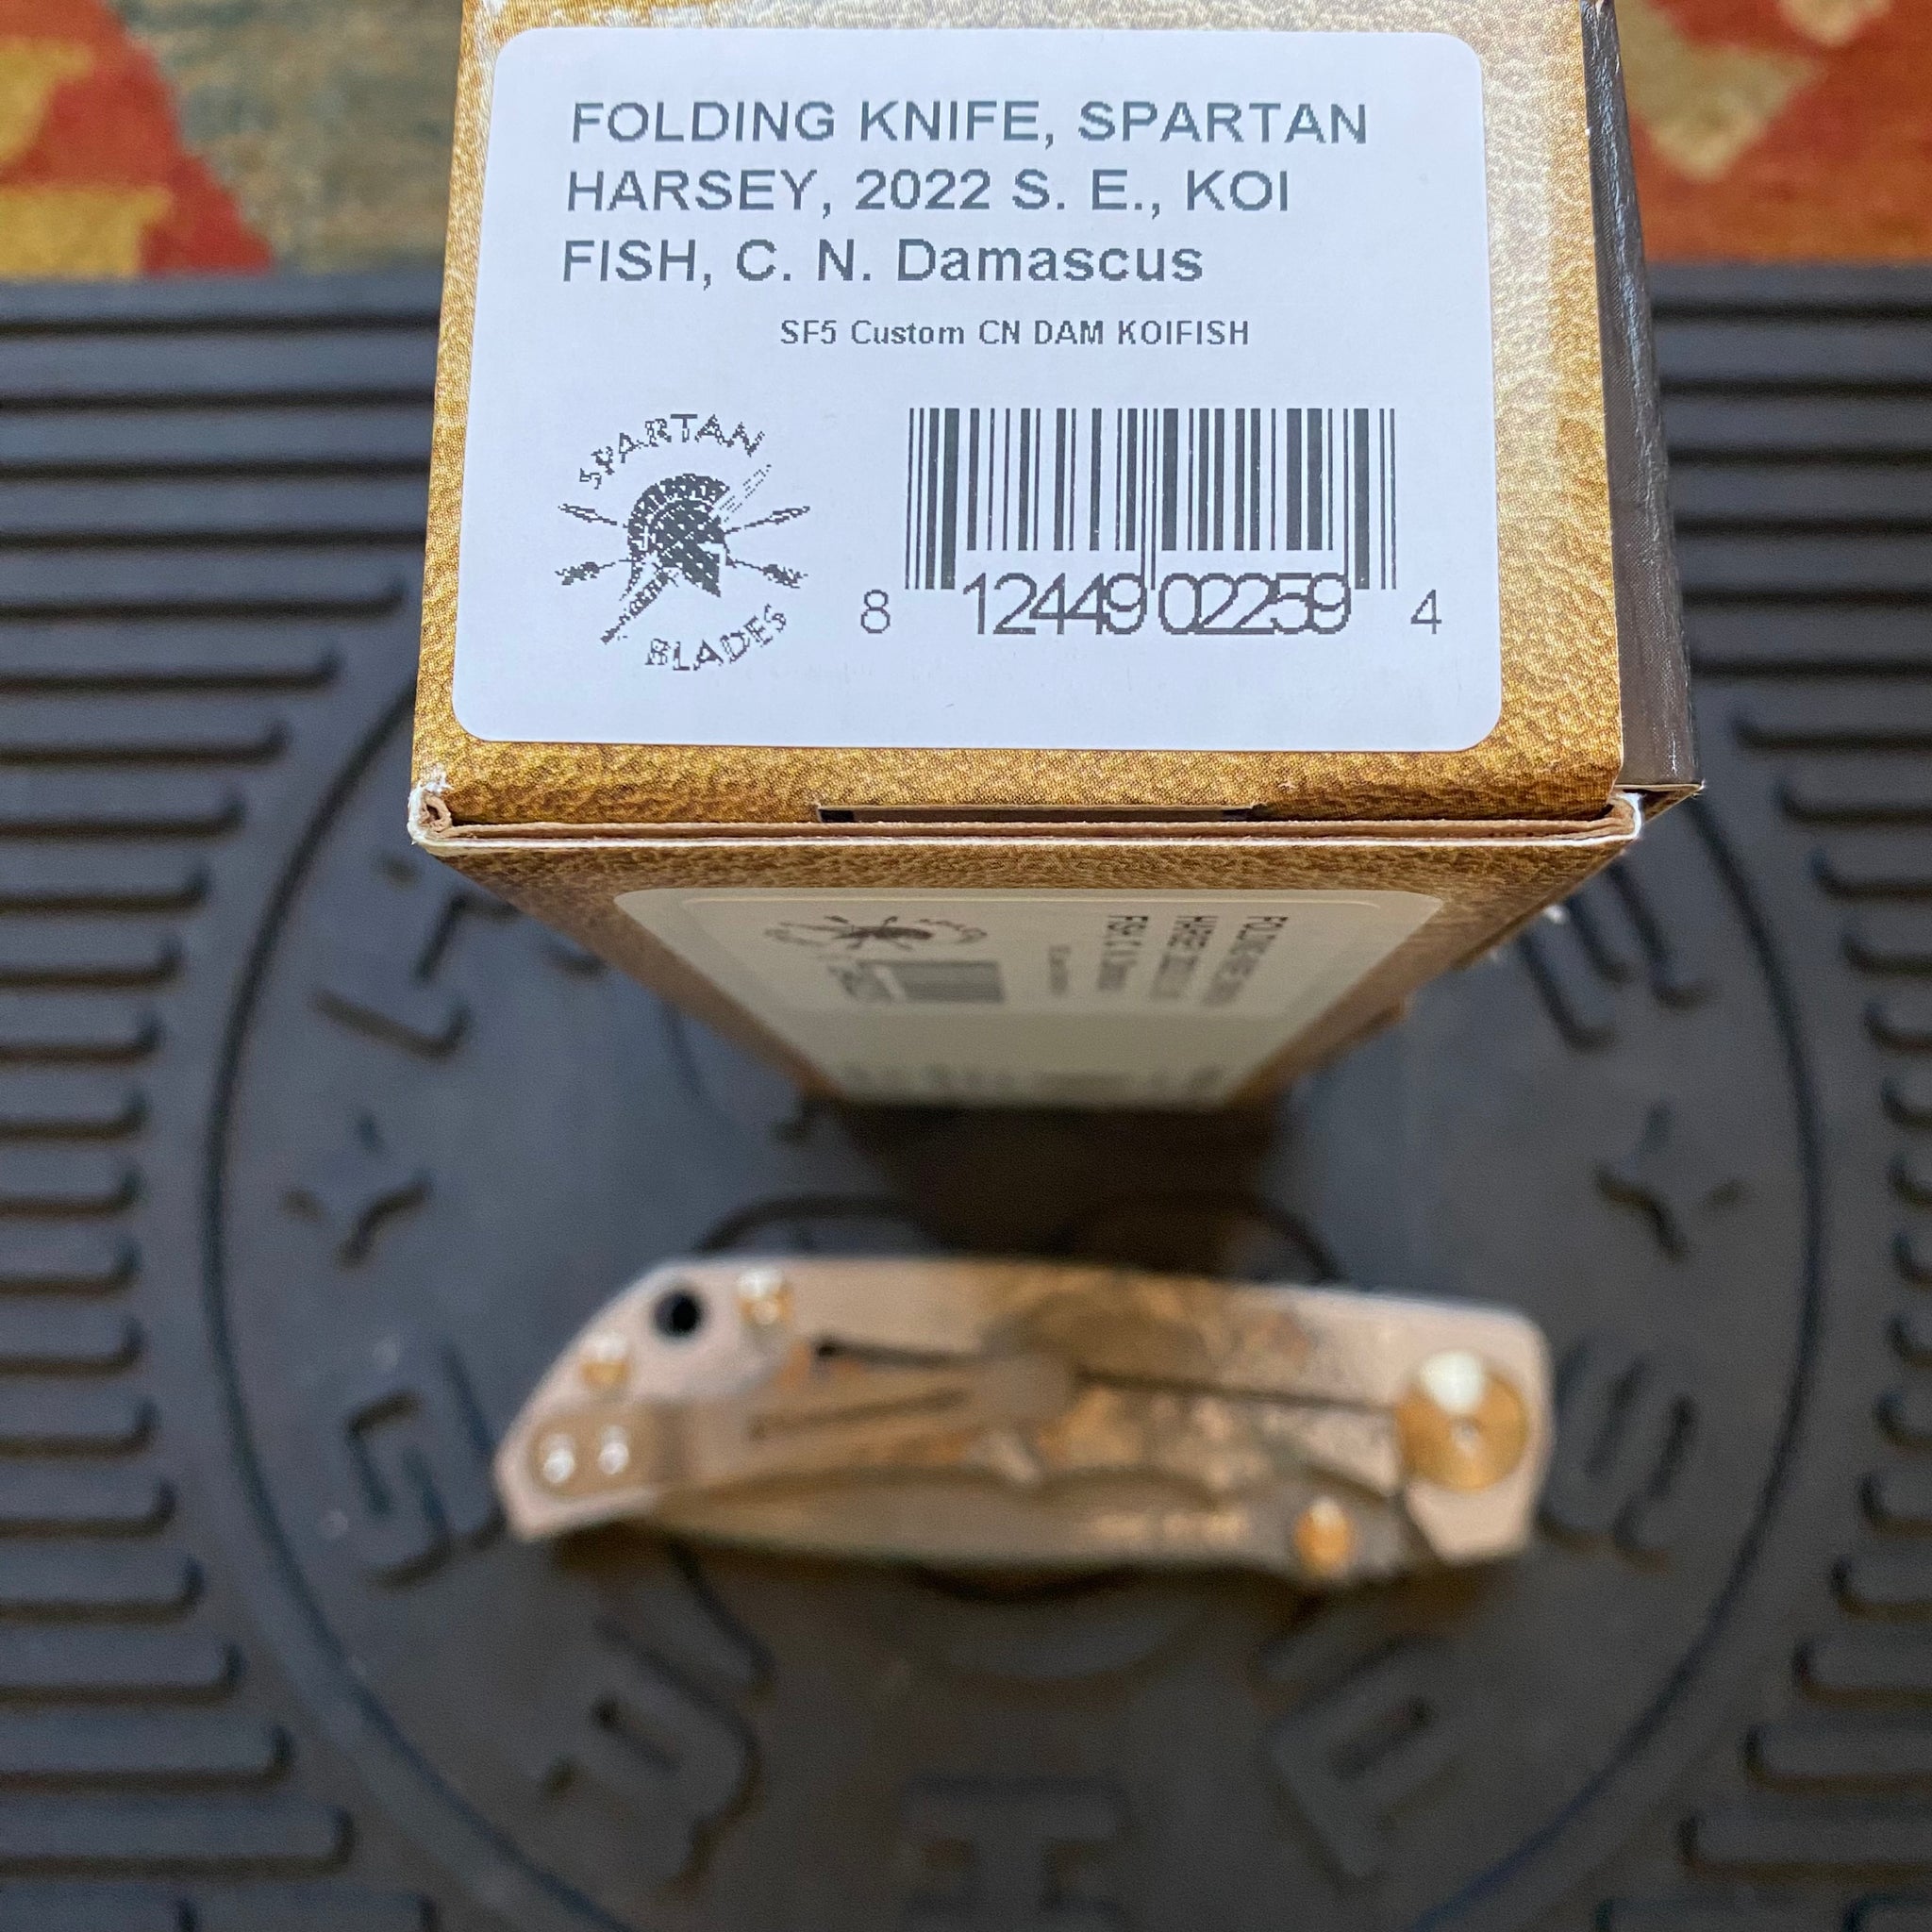 FOLDING KNIFE, SPARTAN
HARSEY, 2022 S. E., KOI
FISH, C. N. Damascus
SF5 Custom CN DAM KOIFISH
SPARTAN
BLADES
8 12449 02259 4